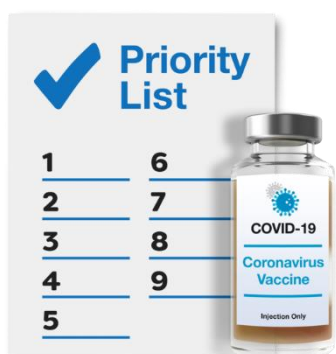 Priority
List
1
2
3
4
5
6
7
8
9
COVID-19
Coronavirus
Vaccine
Injection Only